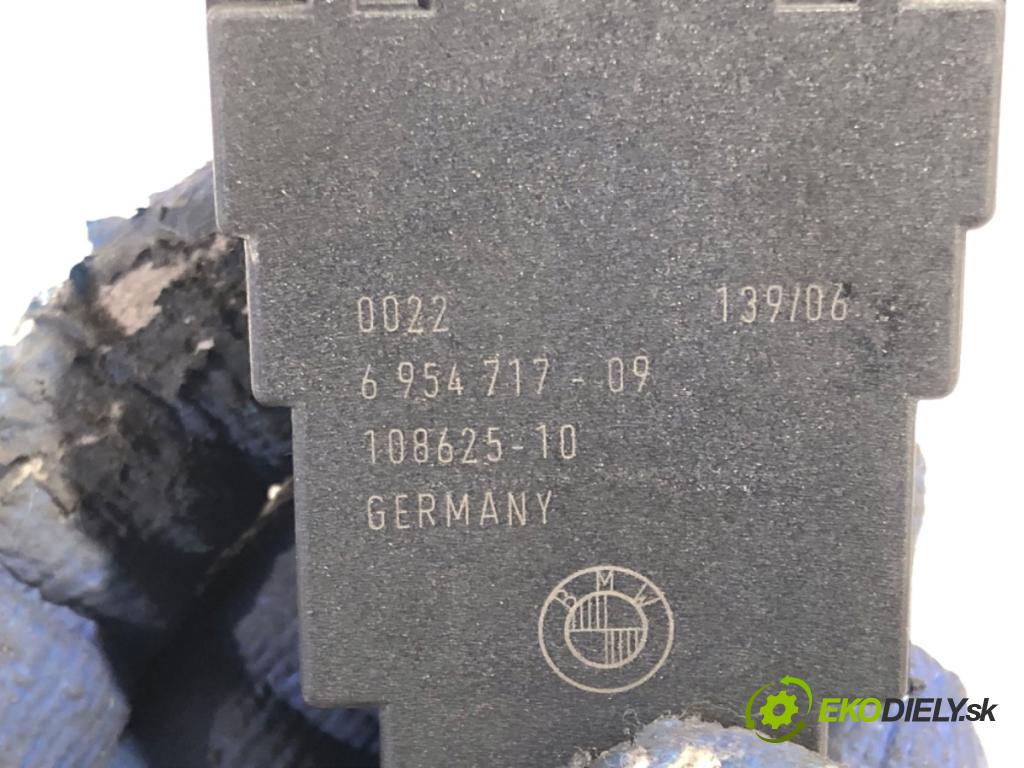 0022 139/06
6 954 717 - 09
108625-10
GERMANY
BMW
EKODIELY.sk